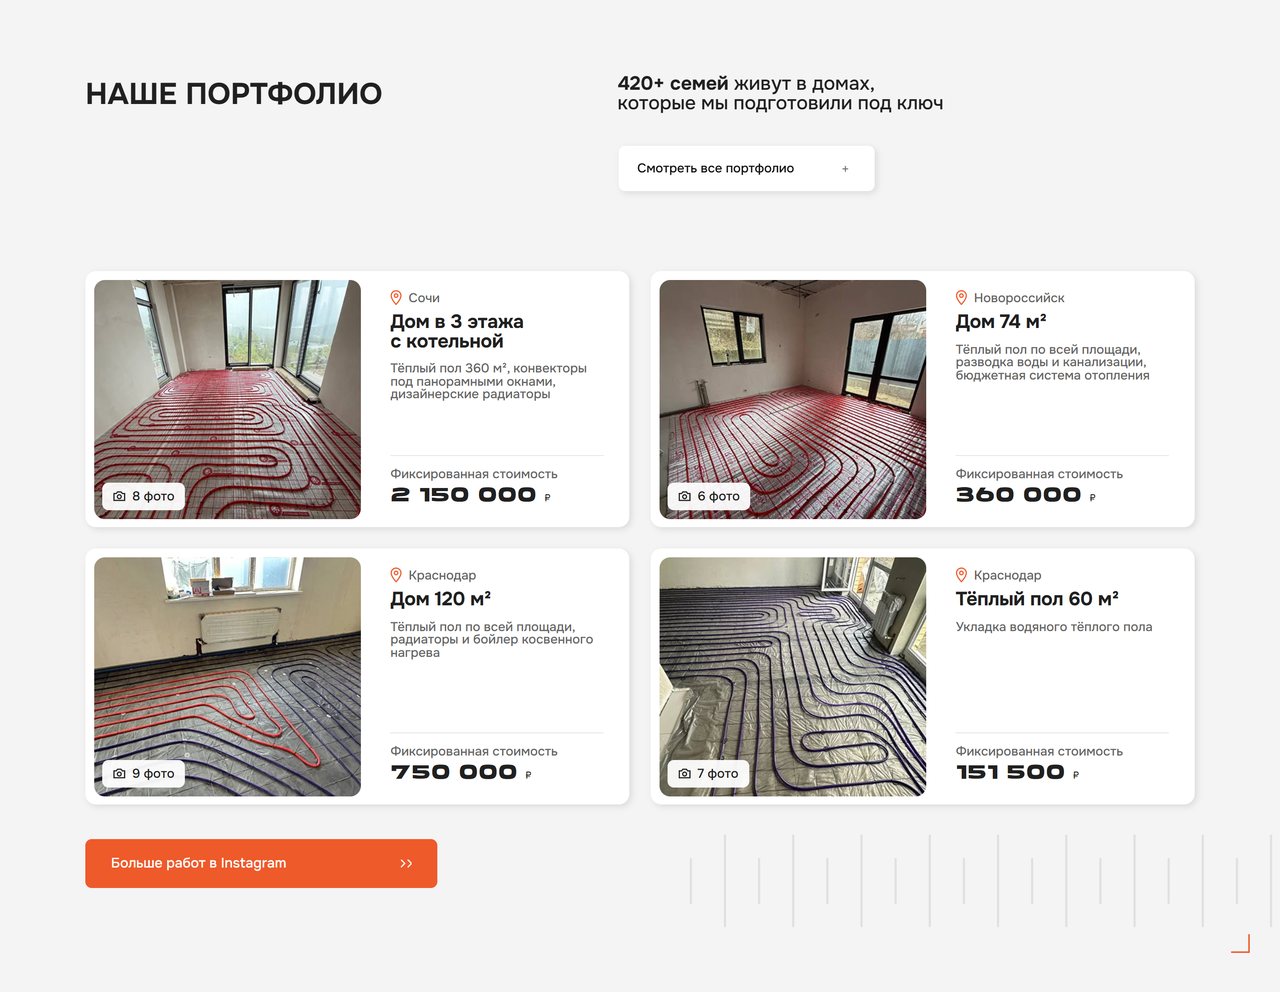 НАШЕ ПОРТФОЛИО
420+ семей живут в домах,
которые мы подготовили под ключ
Смотреть все портфолио +
Сочи
Дом в 3 этажа
с котельной
Тёплый пол 360 м², конвекторы
под панорамными окнами,
дизайнерские радиаторы
Фиксированная стоимость
2 150 000 ₽
8 фото
Новороссийск
Дом 74 м²
Тёплый пол по всей площади,
разводка воды и канализации,
бюджетная система отопления
Фиксированная стоимость
360 000 ₽
6 фото
Краснодар
Дом 120 м²
Тёплый пол по всей площади,
радиаторы и бойлер косвенного
нагрева
Фиксированная стоимость
750 000 ₽
9 фото
Краснодар
Тёплый пол 60 м²
Укладка водяного тёплого пола
Фиксированная стоимость
151 500 ₽
7 фото
Больше работ в Instagram